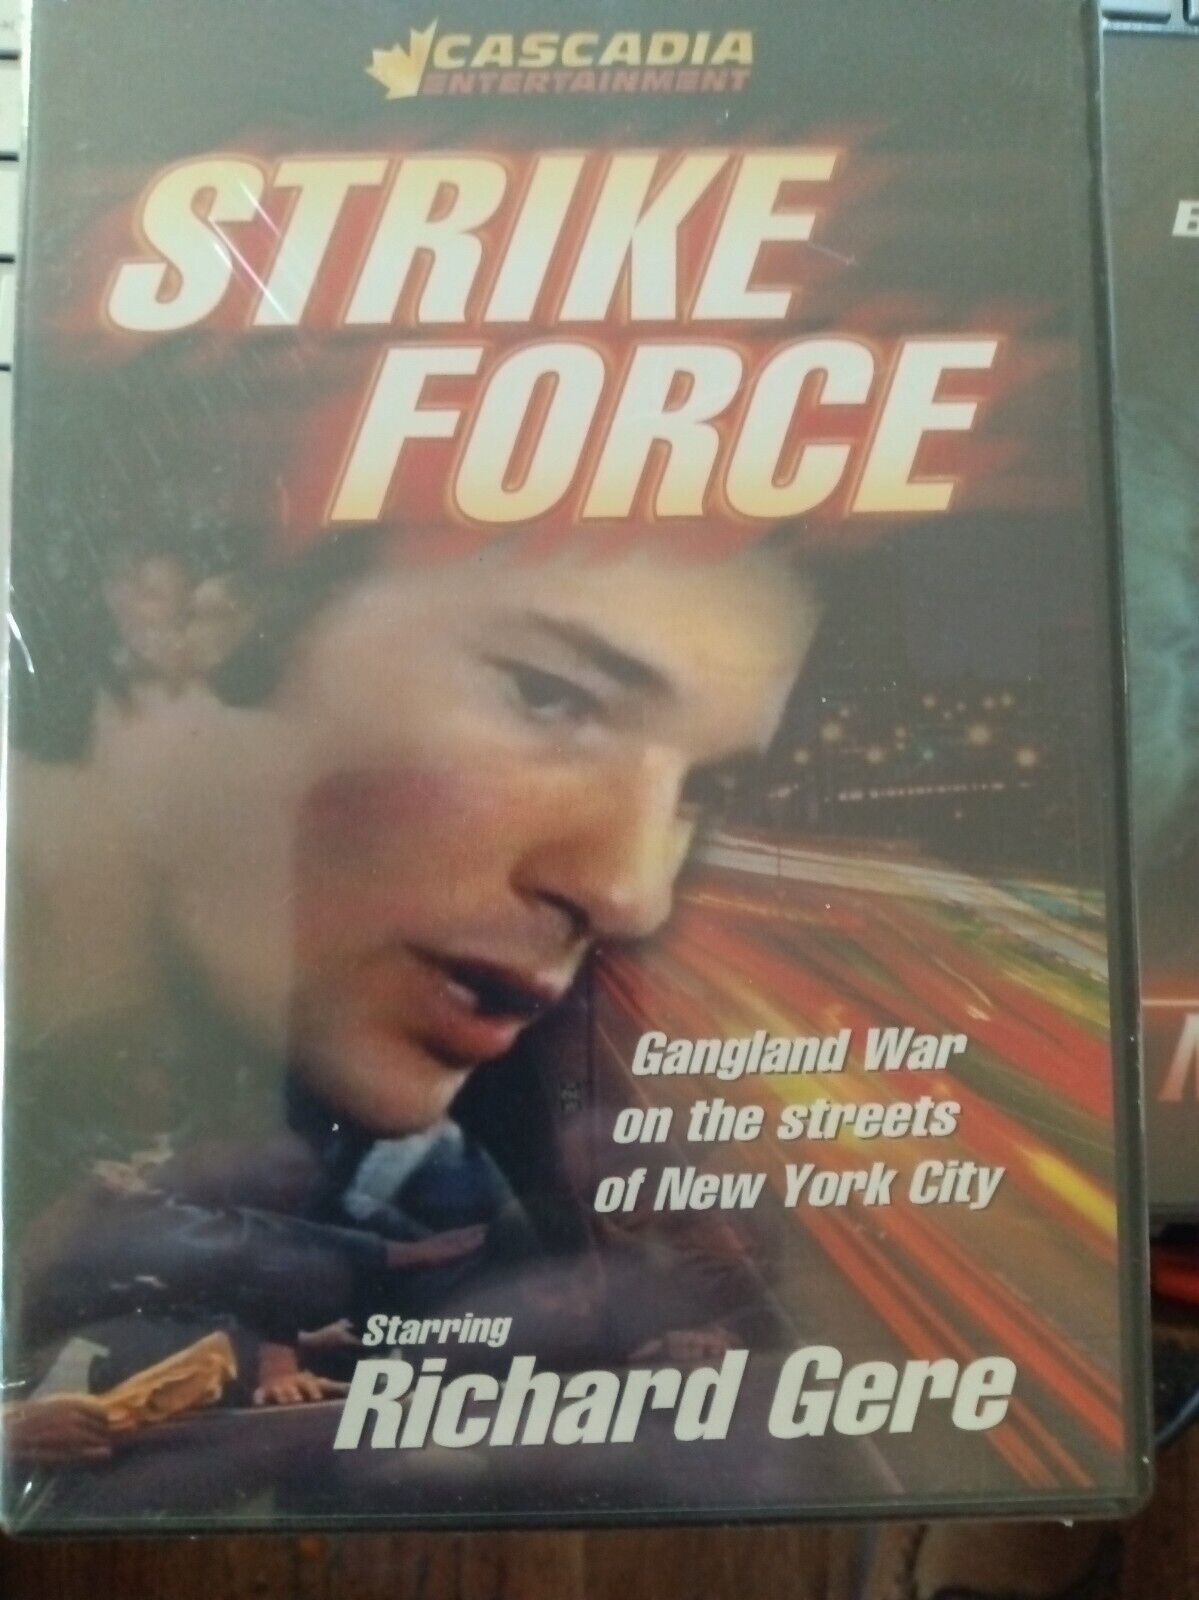 CASCADIA
ENTERTAINMENT
STRIKE
FORCE
Gangland War
on the streets
of New York City
Starring
Richard Gere